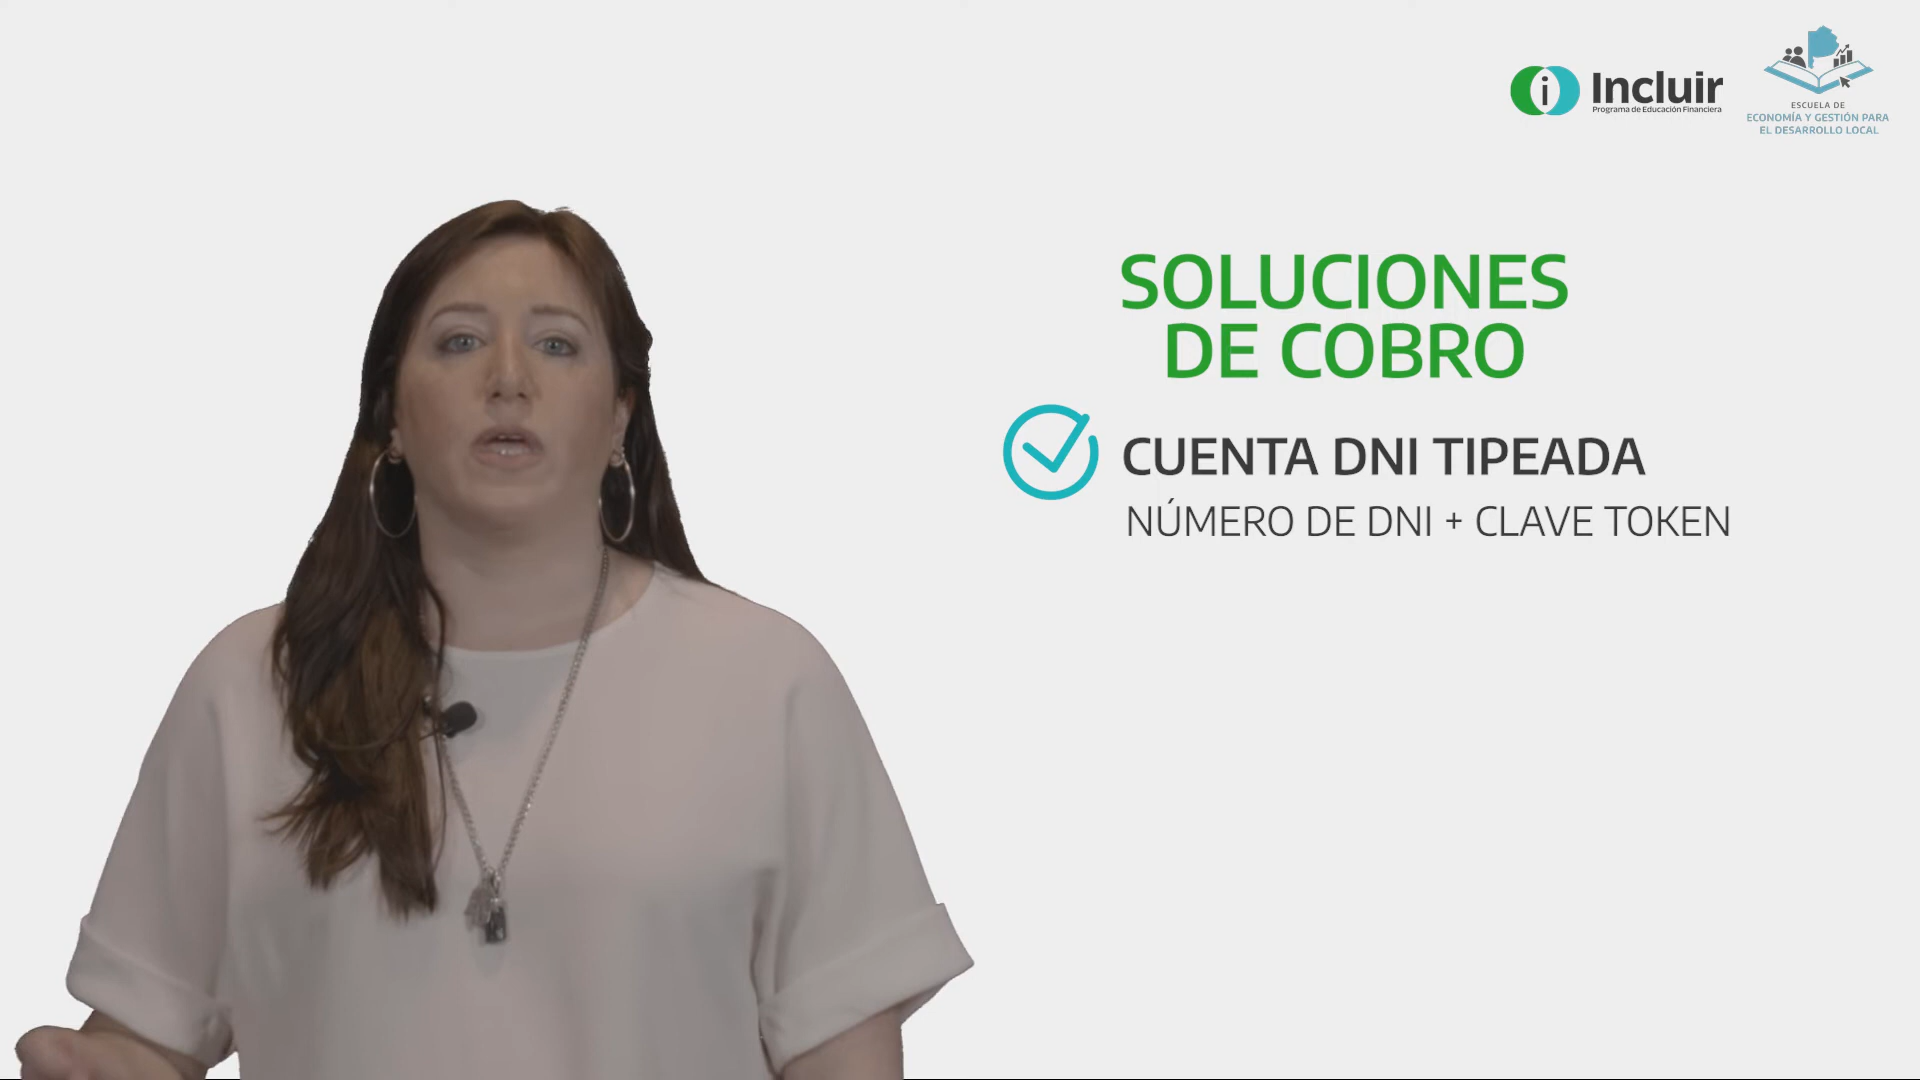 i Incluir
Programa de Educación Financiera
ESCUELA DE
ECONOMÍA Y GESTIÓN PARA
EL DESARROLLO LOCAL
SOLUCIONES
DE COBRO
CUENTA DNI TIPEADA
NÚMERO DE DNI + CLAVE TOKEN